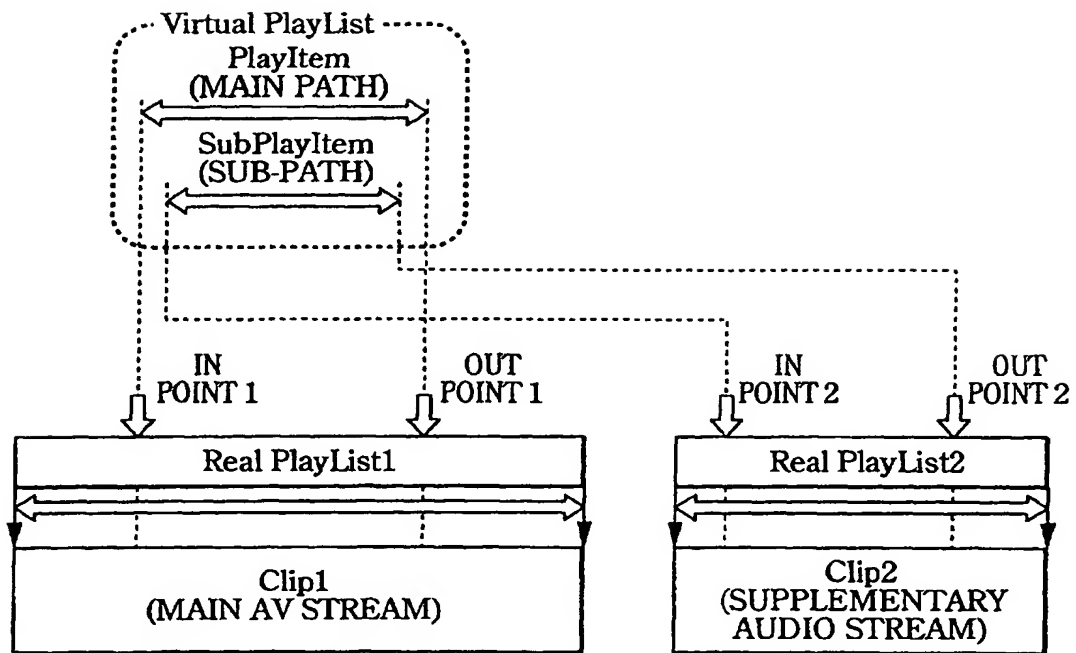 Virtual PlayList
PlayItem
(MAIN PATH)
SubPlayItem
(SUB-PATH)
IN
POINT 1
OUT
POINT 1
IN
POINT 2
OUT
POINT 2
Real PlayList1
Real PlayList2
Clip1
(MAIN AV STREAM)
Clip2
(SUPPLEMENTARY
AUDIO STREAM)